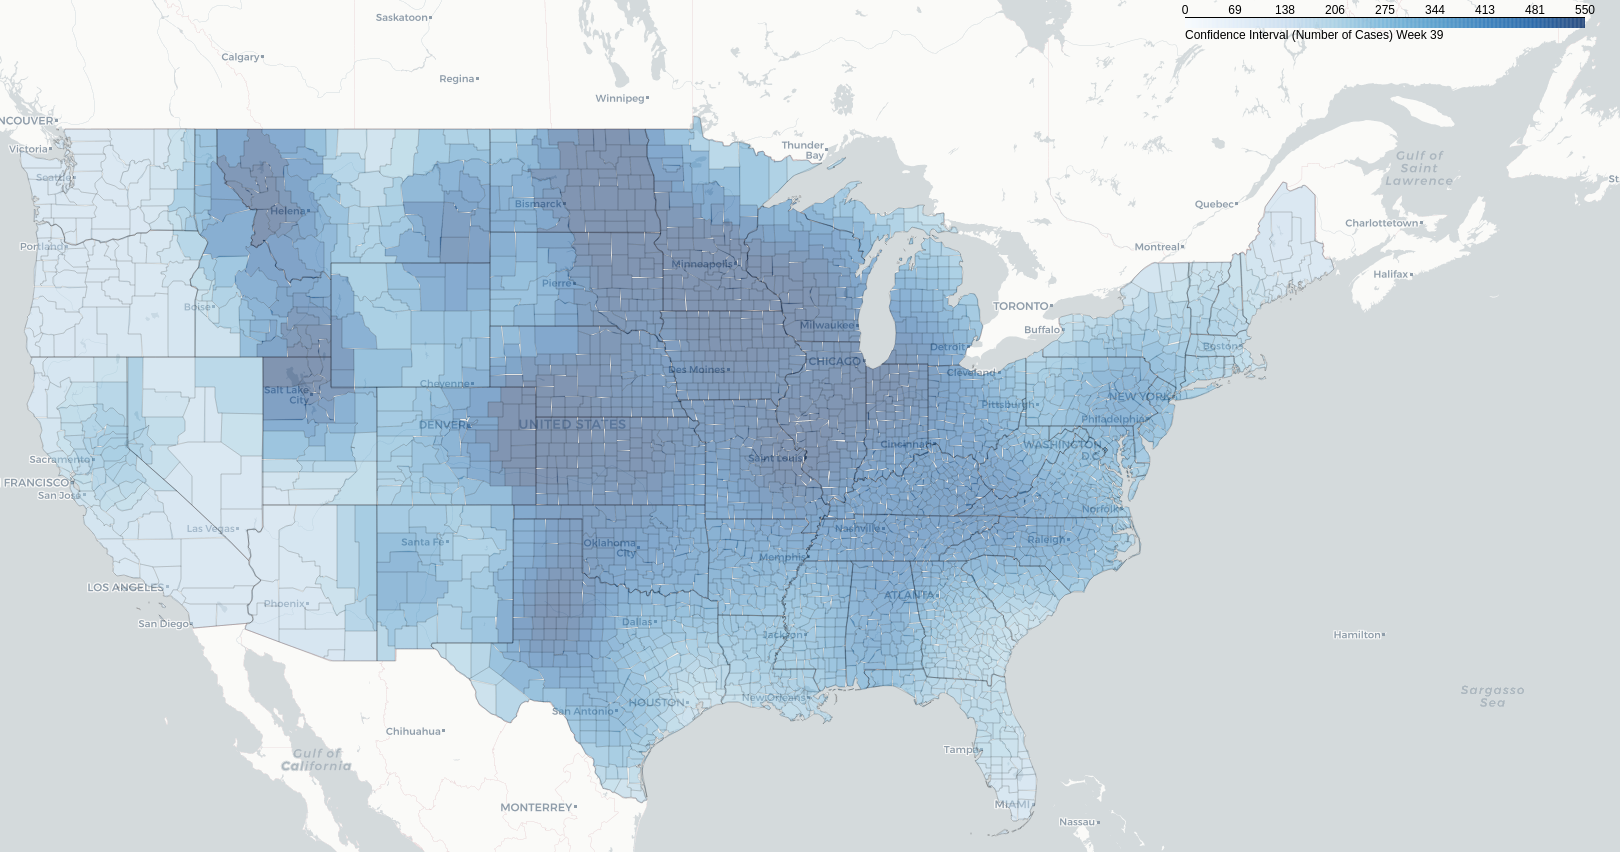 0 69 138 206 275 344 413 481 550
Confidence Interval (Number of Cases) Week 39
Saskatoon
Calgary
Regina
Winnipeg
NCOUVER
Victoria
Seattle
Thunder
Bay
Gulf of
Saint
Lawrence
St
Quebec
Charlottetown
Helena
Bismarck
Portland
Montreal
Minneapolis
Halifax
Pierre
Boise
TORONTO
Buffalo
Milwaukee
Detroit
Boston
CHICAGO
Des Moines
Cleveland
Cheyenne
Salt Lake
City
NEW YORK
Pittsburgh
Philadelphia
DENVER
UNITED STATES
Cincinnati
WASHINGTON
D.C.
Sacramento
Saint Louis
FRANCISCO
San Jose
Norfolk
Las Vegas
Nashville
Santa Fe
Oklahoma
City
Raleigh
Memphis
LOS ANGELES
Phoenix
ATLANTA
San Diego
Dallas
Jackson
Hamilton
Sargasso
Sea
New Orleans
HOUSTON
San Antonio
Chihuahua
Gulf of
California
Tampa
MONTERREY
MIAMI
Nassau